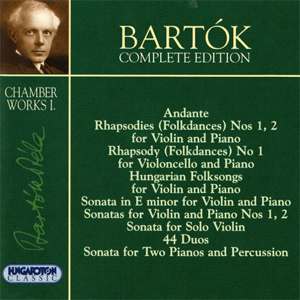 BARTÓK
COMPLETE EDITION
CHAMBER
WORKS I.
Andante
Rhapsodies (Folkdances) Nos 1, 2
for Violin and Piano
Rhapsody (Folkdances) No 1
for Violoncello and Piano
Hungarian Folksongs
for Violin and Piano
Sonata in E minor for Violin and Piano
Sonatas for Violin and Piano Nos 1, 2
Sonata for Solo Violin
44 Duos
Sonata for Two Pianos and Percussion
Bartók Béla
HUNGAROTON
CLASSIC